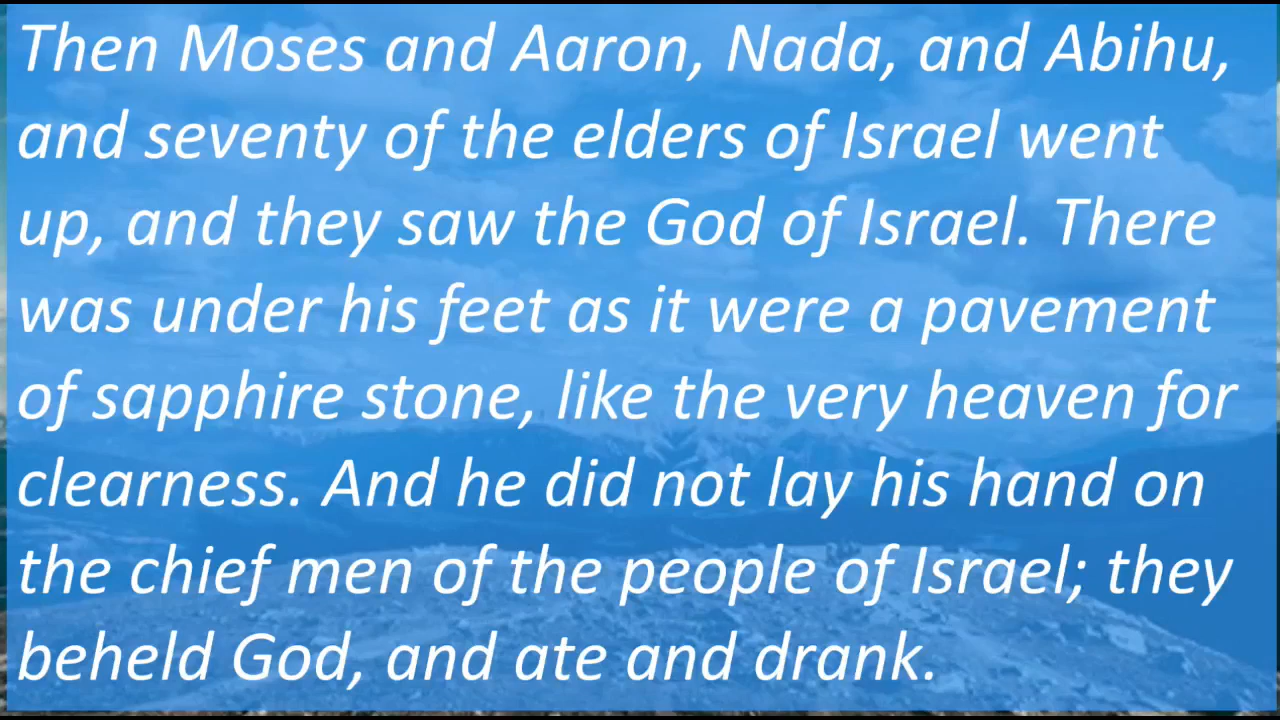 Then Moses and Aaron, Nada, and Abihu,
and seventy of the elders of Israel went
up, and they saw the God of Israel. There
was under his feet as it were a pavement
of sapphire stone, like the very heaven for
clearness. And he did not lay his hand on
the chief men of the people of Israel; they
beheld God, and ate and drank.